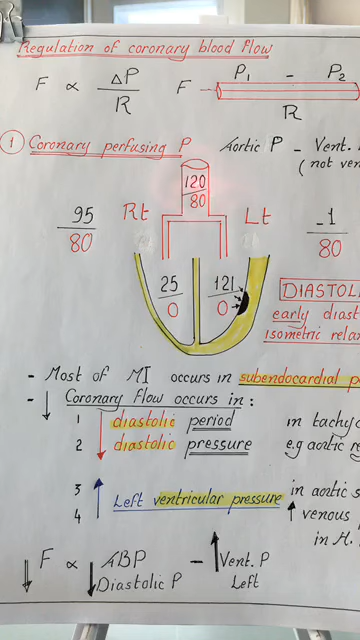 Regulation of coronary blood flow
F ∝ ΔP / R F P₁ - P₂
R
1 Coronary perfusing P Aortic P - Vent.
(not ven
120
80
95 Rt Lt -1
80 80
25 121
0 0
DIASTOL
early diast
isometric relax
- Most of MI occurs in subendocardial p
- ↓ Coronary flow occurs in :
1 ↓ diastolic period in tachyc
2 diastolic pressure e.g aortic re
3 ↑ Left ventricular pressure in aortic s
4 ↑ venous
in H.
↓ F ∝ ↓ ABP - ↑ Vent. P
Diastolic P Left